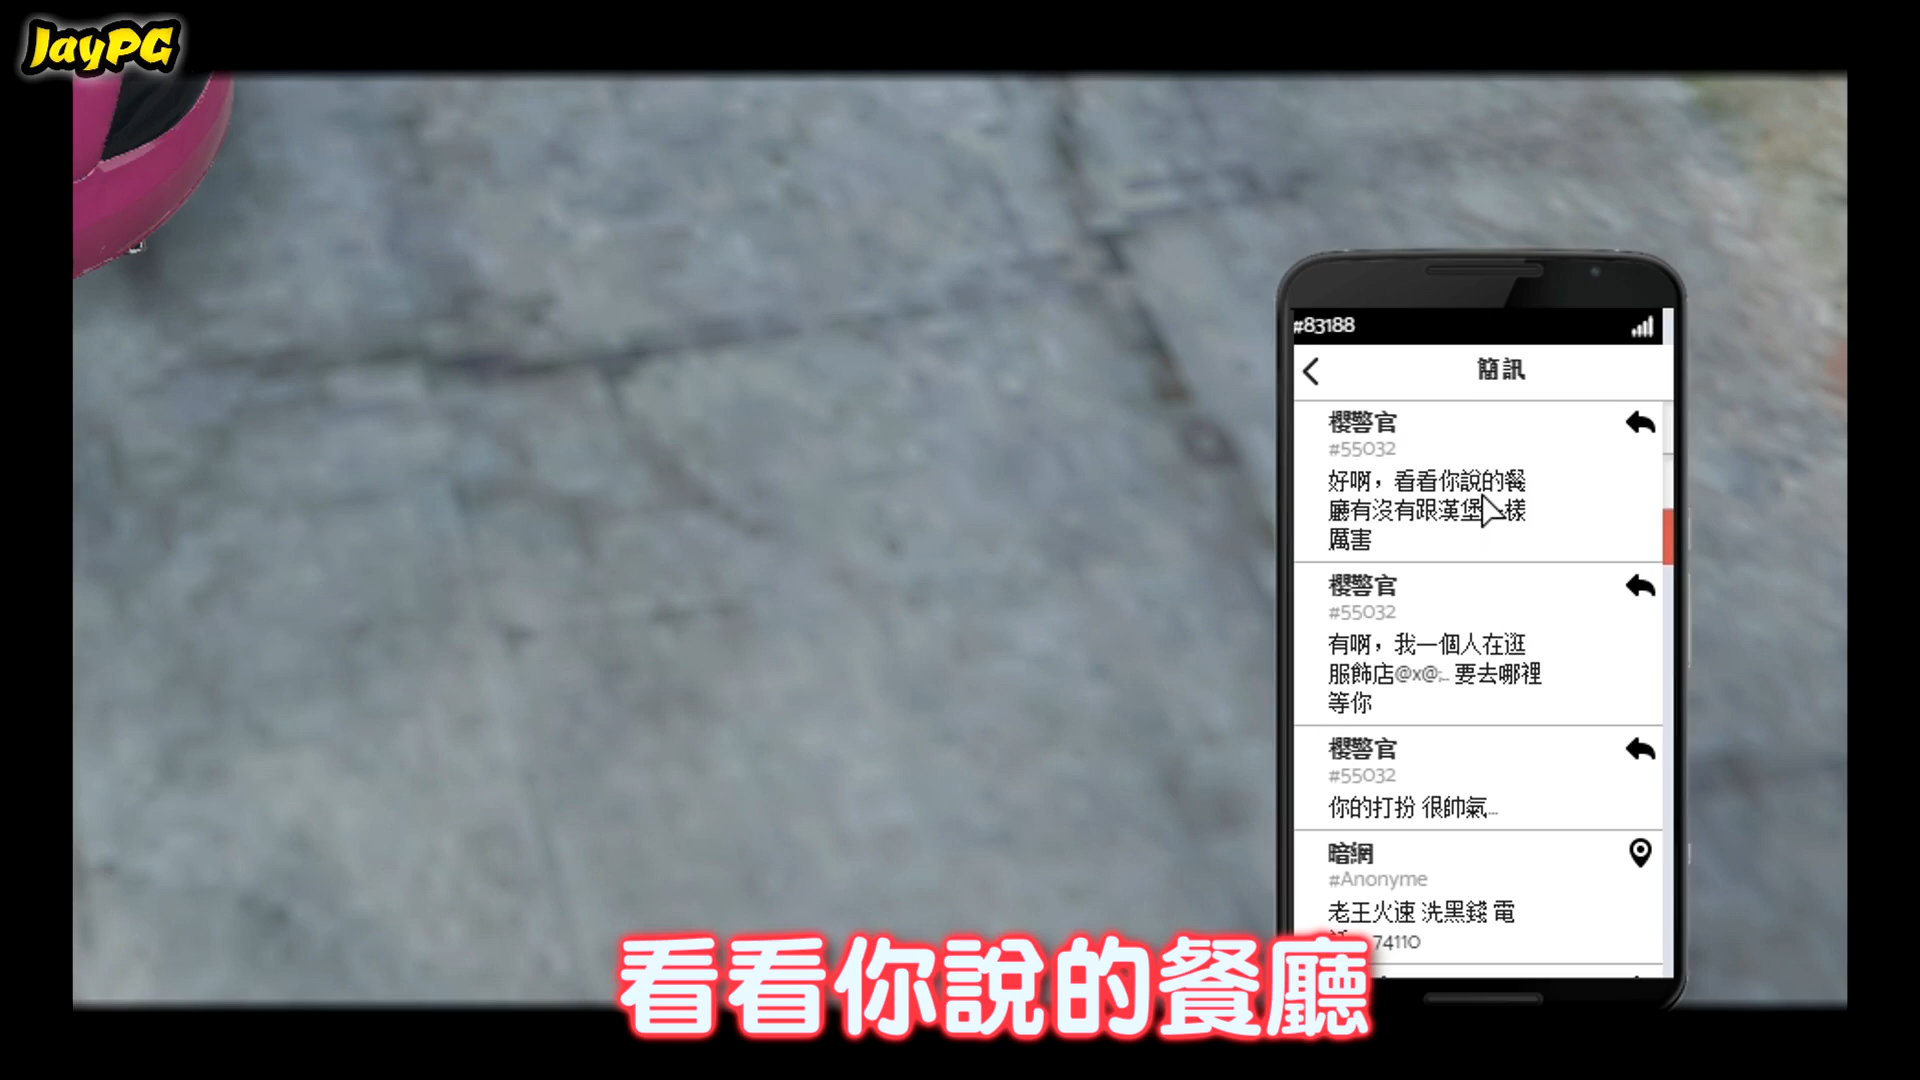 JayPG
#83188
簡訊
櫻警官
#55032
好啊，看看你說的餐
廳有沒有跟漢堡一樣
厲害
櫻警官
#55032
有啊，我一個人在逛
服飾店@x@;.. 要去哪裡
等你
櫻警官
#55032
你的打扮 很帥氣...
暗網
#Anonyme
老王火速 洗黑錢 電
74110
看看你說的餐廳